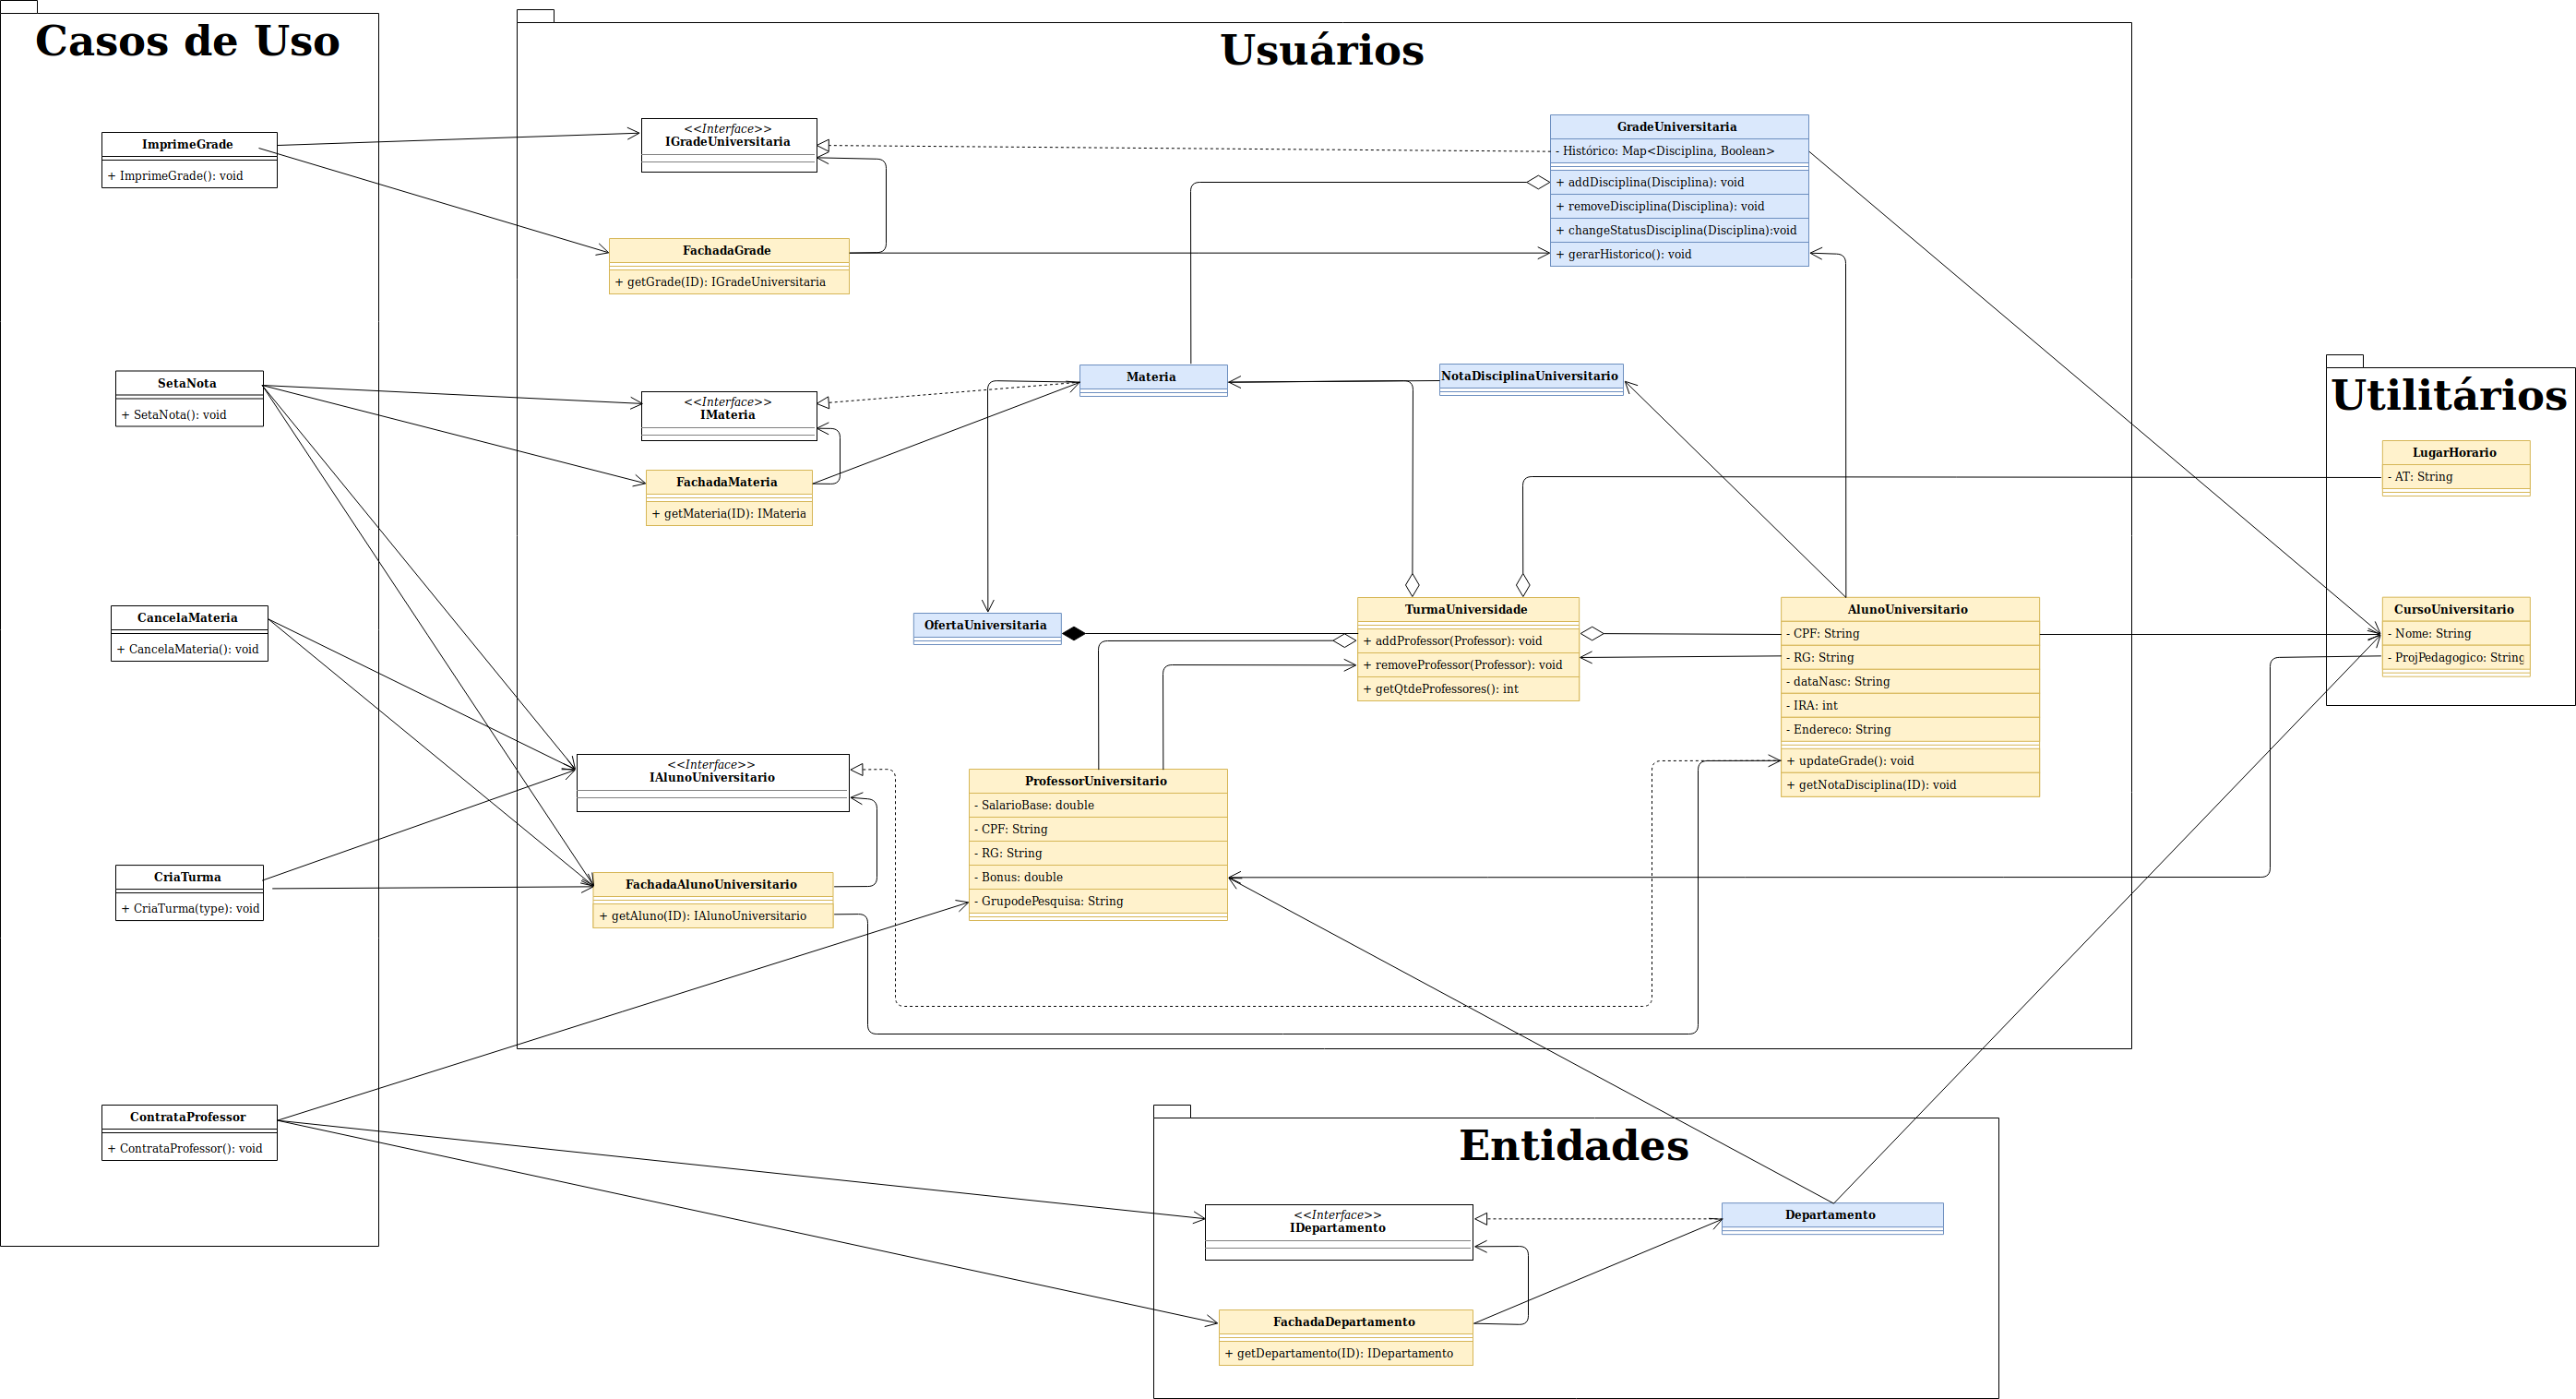 Casos de Uso
ImprimeGrade
+ ImprimeGrade(): void
SetaNota
+ SetaNota(): void
CancelaMateria
+ CancelaMateria(): void
CriaTurma
+ CriaTurma(type): void
ContrataProfessor
+ ContrataProfessor(): void
Usuários
<<Interface>>
IGradeUniversitaria
FachadaGrade
+ getGrade(ID): IGradeUniversitaria
GradeUniversitaria
- Histórico: Map<Disciplina, Boolean>
+ addDisciplina(Disciplina): void
+ removeDisciplina(Disciplina): void
+ changeStatusDisciplina(Disciplina):void
+ gerarHistorico(): void
<<Interface>>
IMateria
FachadaMateria
+ getMateria(ID): IMateria
Materia
NotaDisciplinaUniversitario
OfertaUniversitaria
TurmaUniversidade
+ addProfessor(Professor): void
+ removeProfessor(Professor): void
+ getQtdeProfessores(): int
AlunoUniversitario
- CPF: String
- RG: String
- dataNasc: String
- IRA: int
- Endereco: String
+ updateGrade(): void
+ getNotaDisciplina(ID): void
<<Interface>>
IAlunoUniversitario
FachadaAlunoUniversitario
+ getAluno(ID): IAlunoUniversitario
ProfessorUniversitario
- SalarioBase: double
- CPF: String
- RG: String
- Bonus: double
- GrupodePesquisa: String
Utilitários
LugarHorario
- AT: String
CursoUniversitario
- Nome: String
- ProjPedagogico: String
Entidades
<<Interface>>
IDepartamento
Departamento
FachadaDepartamento
+ getDepartamento(ID): IDepartamento